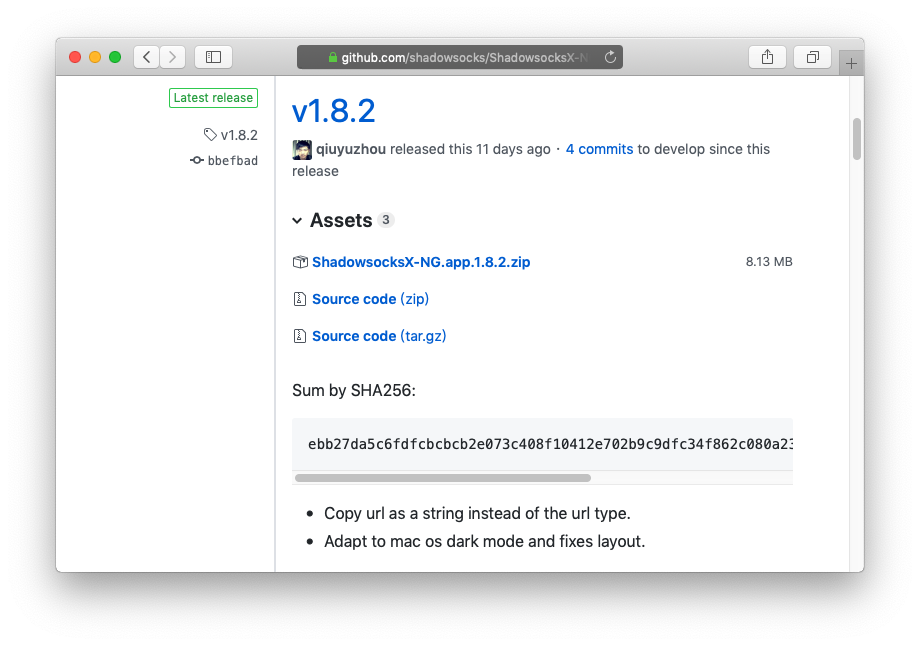 github.com/shadowsocks/ShadowsocksX-N
Latest release
v1.8.2
bbefbad
v1.8.2
qiuyuzhou released this 11 days ago · 4 commits to develop since this
release
Assets 3
ShadowsocksX-NG.app.1.8.2.zip 8.13 MB
Source code (zip)
Source code (tar.gz)
Sum by SHA256:
ebb27da5c6fdfcbcbcb2e073c408f10412e702b9c9dfc34f862c080a23
• Copy url as a string instead of the url type.
• Adapt to mac os dark mode and fixes layout.